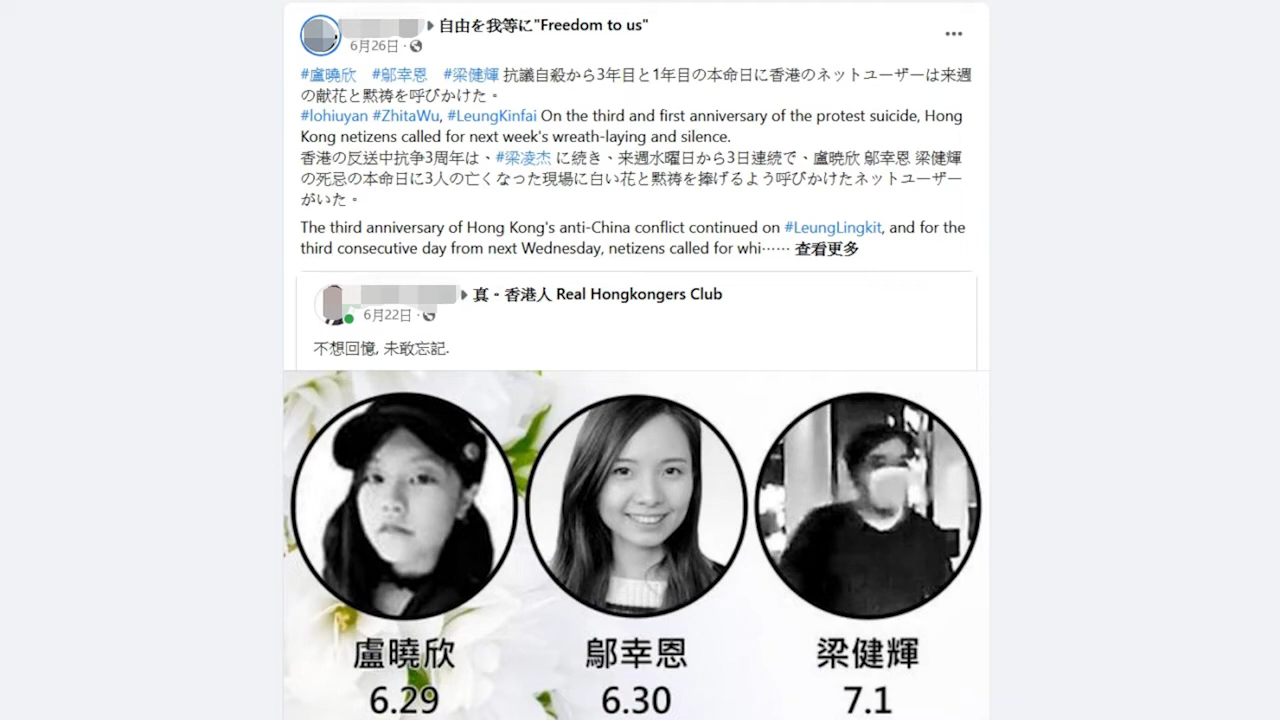 自由を我等に"Freedom to us"
6月26日 ·
#盧曉欣 #鄔幸恩 #梁健輝 抗議自殺から3年目と1年目の本命日に香港のネットユーザーは来週
の献花と黙祷を呼びかけた。
#lohiuyan #ZhitaWu, #LeungKinfai On the third and first anniversary of the protest suicide, Hong
Kong netizens called for next week's wreath-laying and silence.
香港の反送中抗争3周年は、#梁凌杰 に続き、来週水曜日から3日連続で、盧曉欣 鄔幸恩 梁健輝
の死忌の本命日に3人の亡くなった現場に白い花と黙祷を捧げるよう呼びかけたネットユーザー
がいた。
The third anniversary of Hong Kong's anti-China conflict continued on #LeungLingkit, and for the
third consecutive day from next Wednesday, netizens called for whi…… 查看更多
真。香港人 Real Hongkongers Club
6月22日 ·
不想回憶, 未敢忘記.
盧曉欣 鄔幸恩 梁健輝
6.29 6.30 7.1